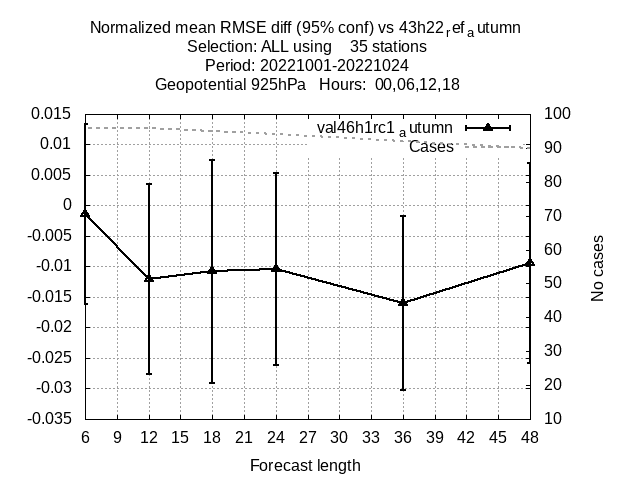 Normalized mean RMSE diff (95% conf) vs 43h22refautumn
Selection: ALL using 35 stations
Period: 20221001-20221024
Geopotential 925hPa Hours: 00,06,12,18
val46h1rc1autumn
Cases
0.015
0.01
0.005
0
-0.005
-0.01
-0.015
-0.02
-0.025
-0.03
-0.035
100
90
80
70
60
50
40
30
20
10
No cases
6 9 12 15 18 21 24 27 30 33 36 39 42 45 48
Forecast length